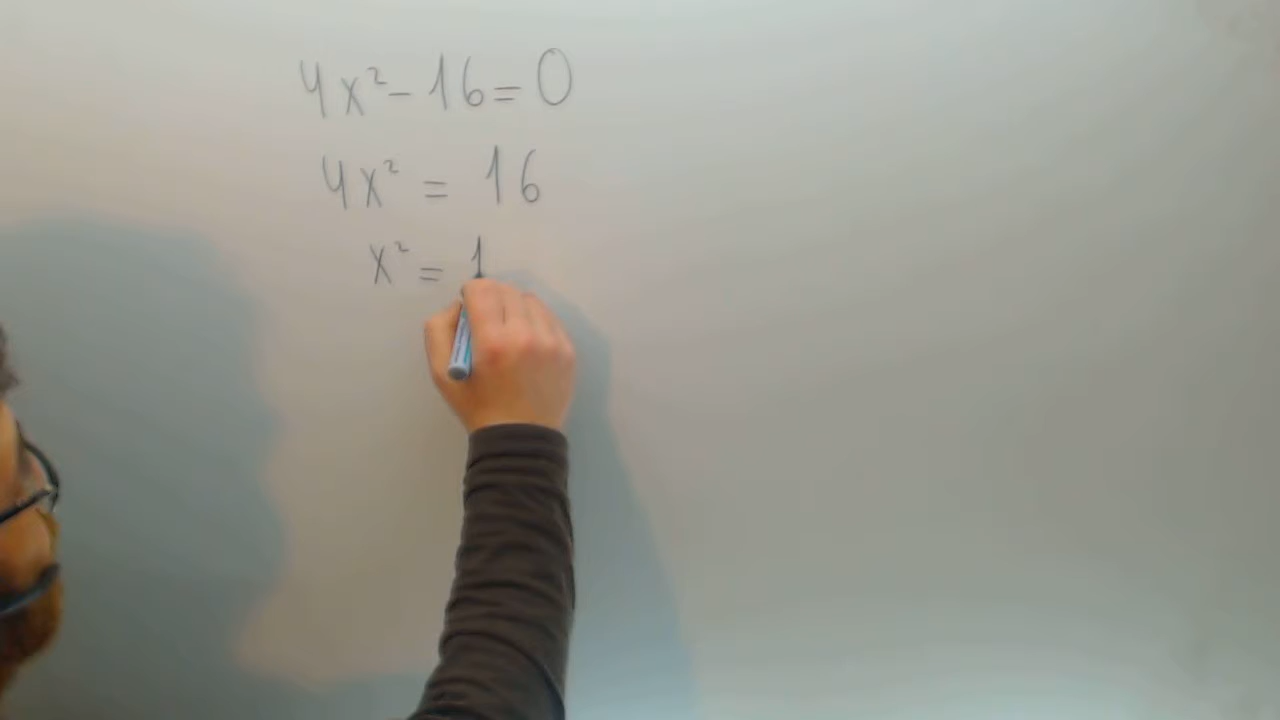 4x² - 16 = 0
4x² = 16
x² = 1